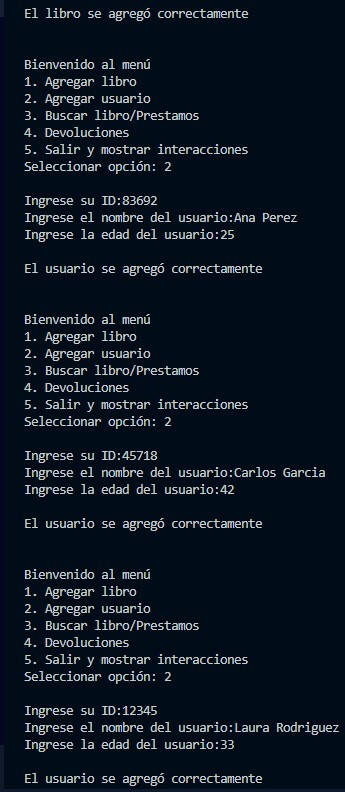 El libro se agregó correctamente
Bienvenido al menú
1. Agregar libro
2. Agregar usuario
3. Buscar libro/Prestamos
4. Devoluciones
5. Salir y mostrar interacciones
Seleccionar opción: 2
Ingrese su ID:83692
Ingrese el nombre del usuario:Ana Perez
Ingrese la edad del usuario:25
El usuario se agregó correctamente
Bienvenido al menú
1. Agregar libro
2. Agregar usuario
3. Buscar libro/Prestamos
4. Devoluciones
5. Salir y mostrar interacciones
Seleccionar opción: 2
Ingrese su ID:45718
Ingrese el nombre del usuario:Carlos Garcia
Ingrese la edad del usuario:42
El usuario se agregó correctamente
Bienvenido al menú
1. Agregar libro
2. Agregar usuario
3. Buscar libro/Prestamos
4. Devoluciones
5. Salir y mostrar interacciones
Seleccionar opción: 2
Ingrese su ID:12345
Ingrese el nombre del usuario:Laura Rodriguez
Ingrese la edad del usuario:33
El usuario se agregó correctamente